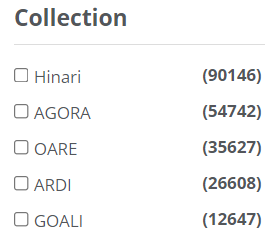 Collection
Hinari (90146)
AGORA (54742)
OARE (35627)
ARDI (26608)
GOALI (12647)